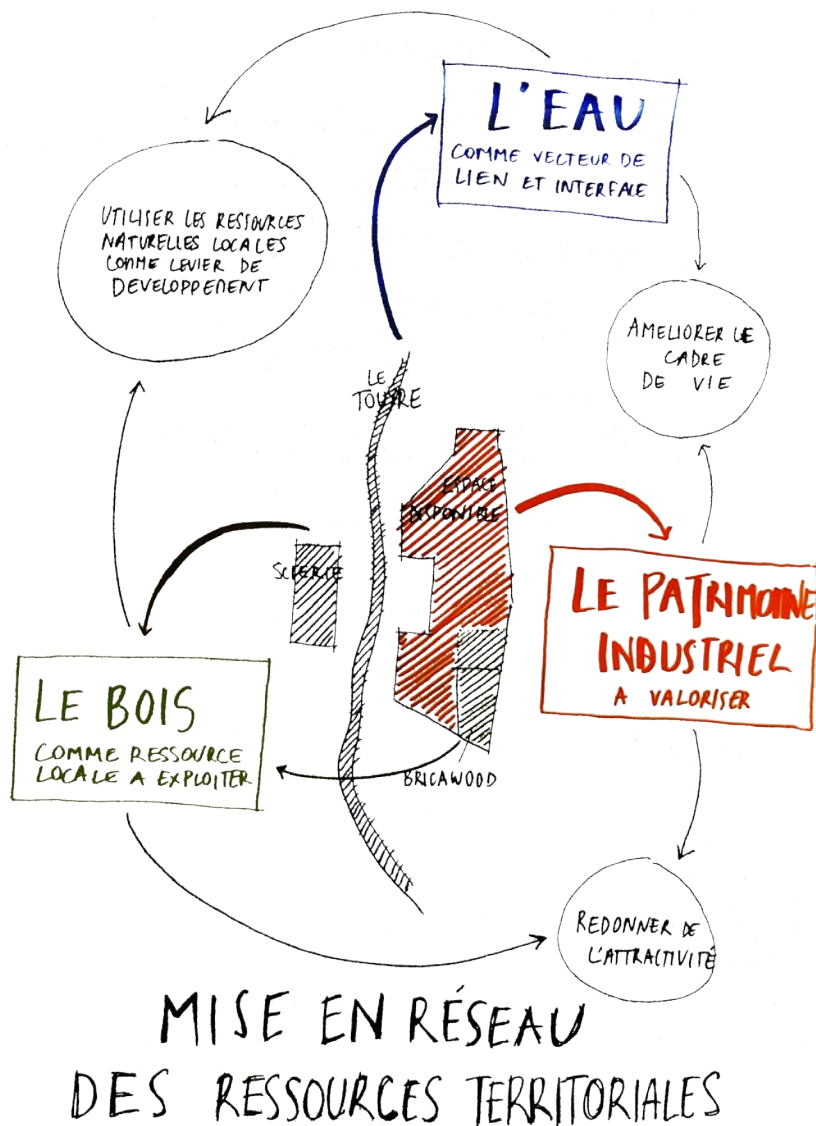 L'EAU
COMME VECTEUR DE
LIEN ET INTERFACE
UTILISER LES RESSOURCES
NATURELLES LOCALES
COMME LEVIER DE
DEVELOPPEMENT
AMELIORER LE
CADRE
DE VIE
LE
TOUYRE
ESPACE
DISPONIBLE
SCIERIE
LE PATRIMOINE
INDUSTRIEL
A VALORISER
LE BOIS
COMME RESSOURCE
LOCALE A EXPLOITER
BRICAWOOD
REDONNER DE
L'ATTRACTIVITÉ
MISE EN RÉSEAU
DES RESSOURCES TERRITORIALES